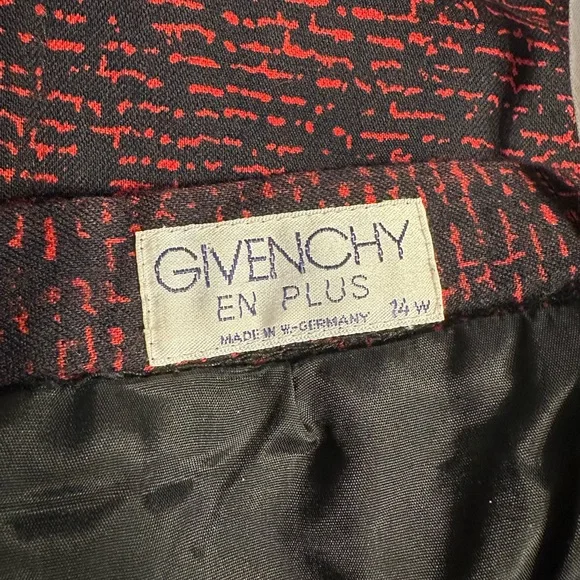 GIVENCHY
EN PLUS
14 W
MADE IN W.-GERMANY